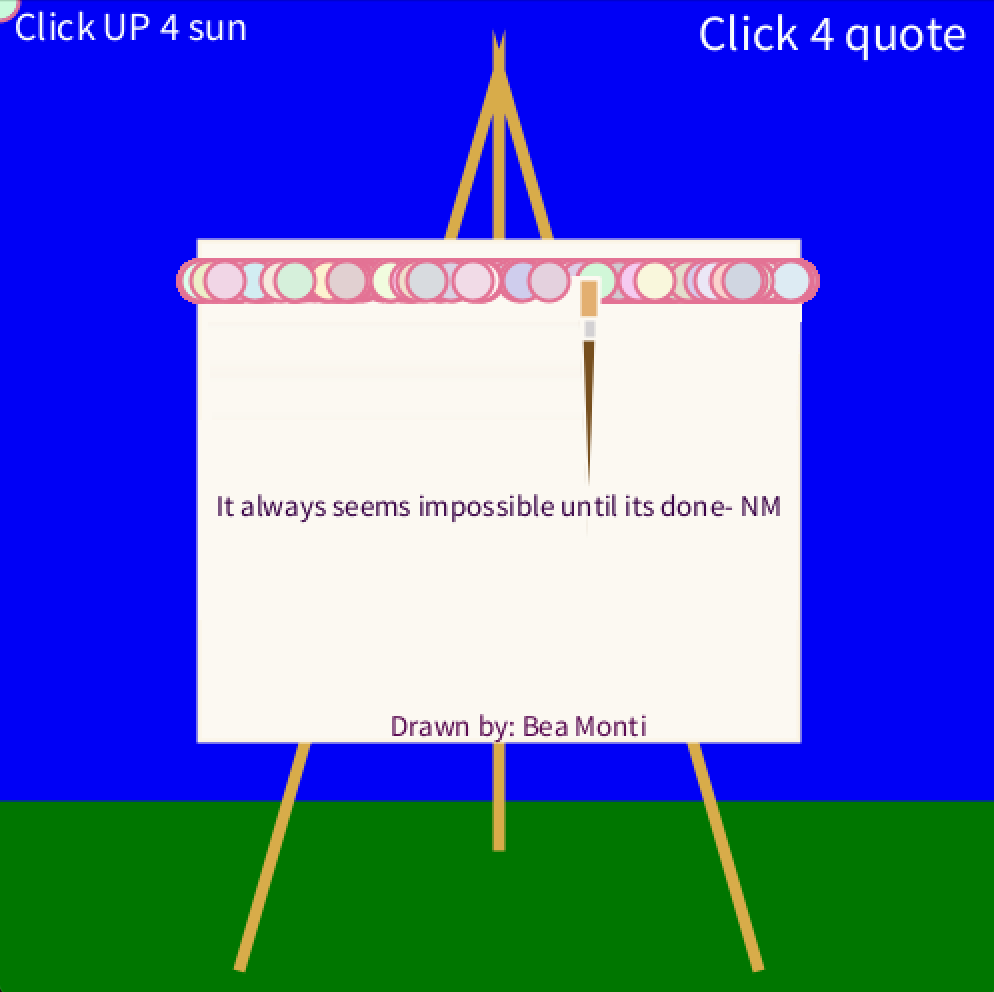 Click UP 4 sun
Click 4 quote
It always seems impossible until its done- NM
Drawn by: Bea Monti